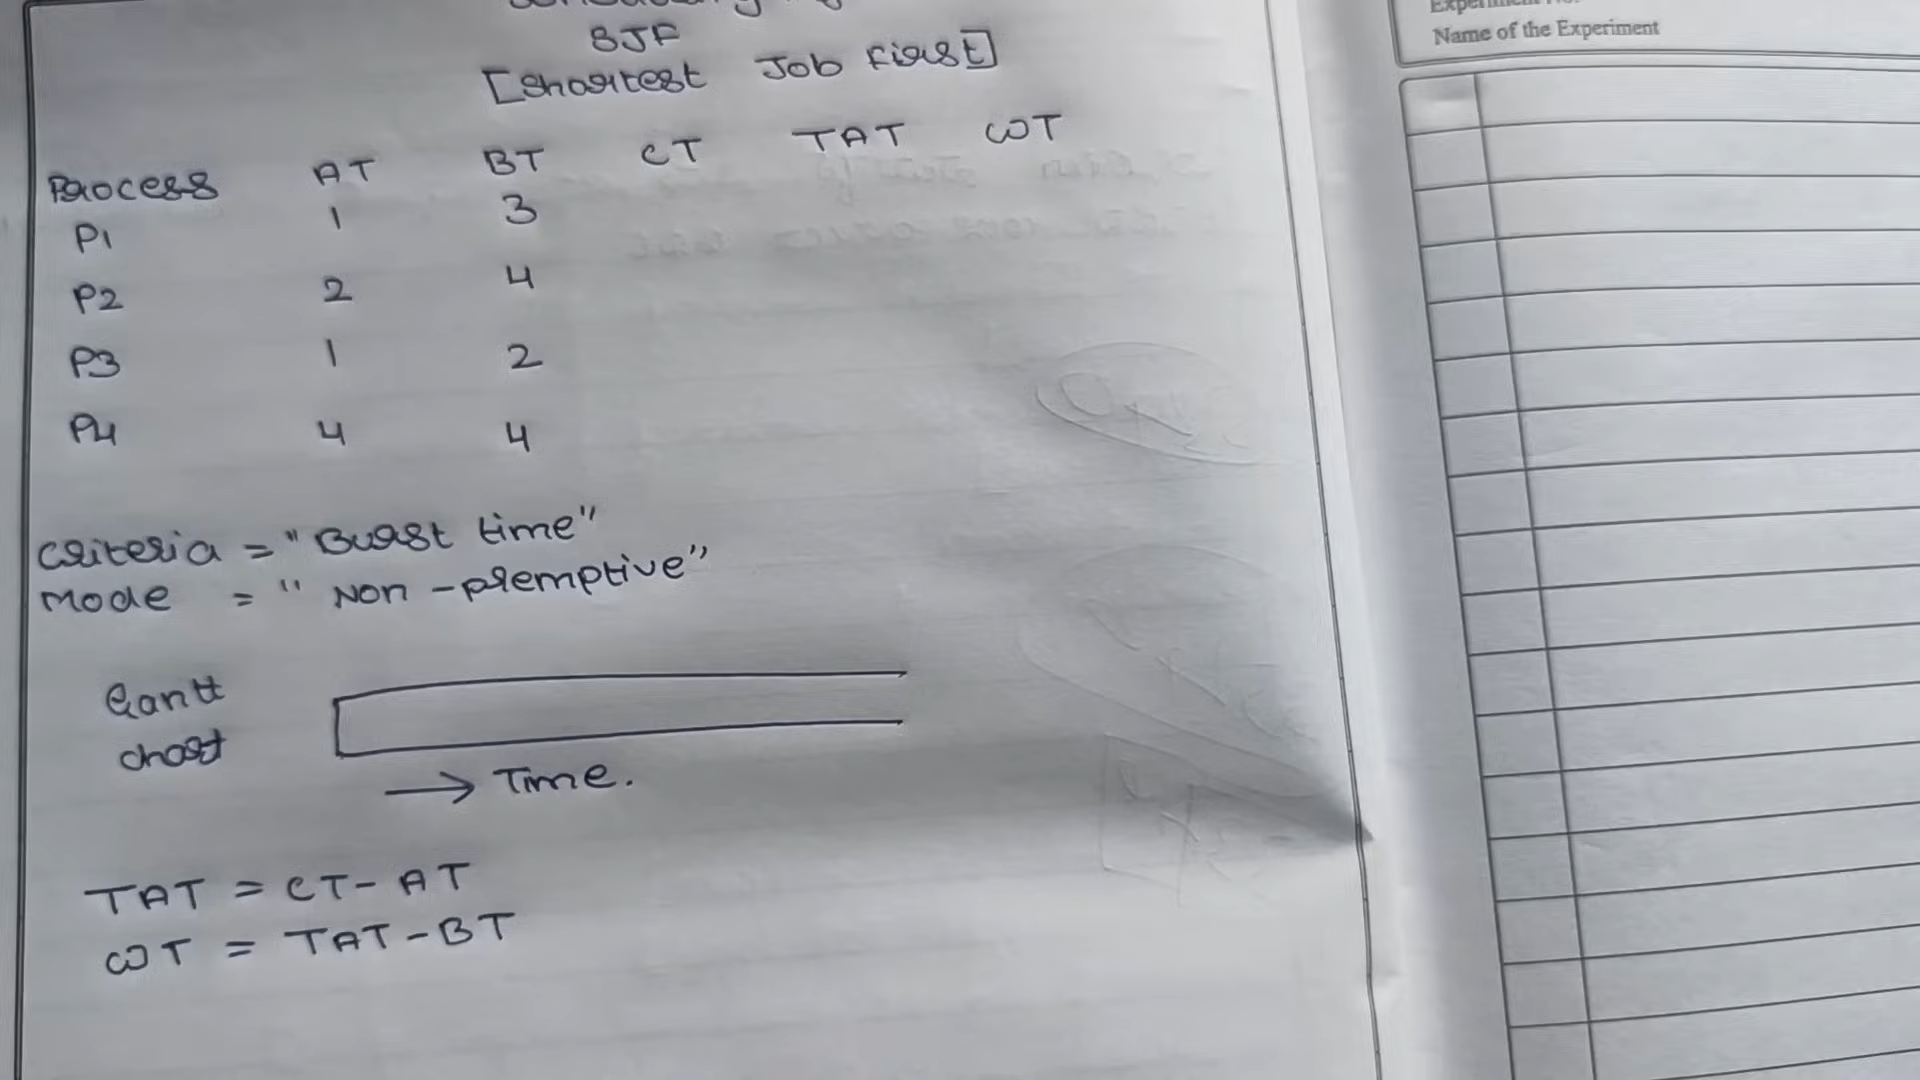 SJF
[Shortest Job First]
Process AT BT CT TAT WT
P1 1 3
P2 2 4
P3 1 2
P4 4 4
Criteria = "Burst time"
Mode = " Non-premptive"
Gantt
chart
→ Time.
TAT = CT - AT
WT = TAT - BT
Name of the Experiment